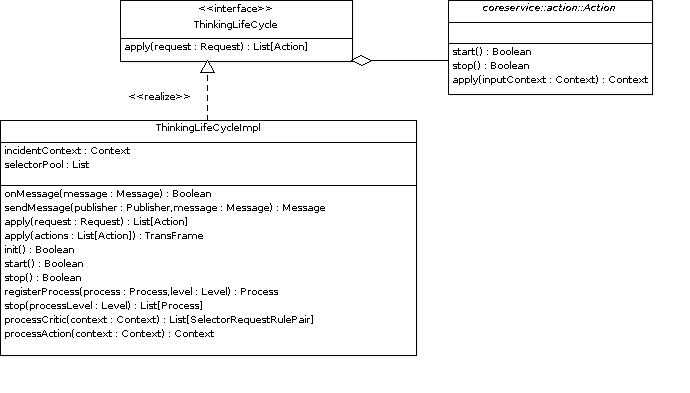 <<interface>>
ThinkingLifeCycle
apply(request : Request) : List[Action]
coreservice::action::Action
start() : Boolean
stop() : Boolean
apply(inputContext : Context) : Context
<<realize>>
ThinkingLifeCycleImpl
incidentContext : Context
selectorPool : List
onMessage(message : Message) : Boolean
sendMessage(publisher : Publisher,message : Message) : Message
apply(request : Request) : List[Action]
apply(actions : List[Action]) : TransFrame
init() : Boolean
start() : Boolean
stop() : Boolean
registerProcess(process : Process,level : Level) : Process
stop(processLevel : Level) : List[Process]
processCritic(context : Context) : List[SelectorRequestRulePair]
processAction(context : Context) : Context